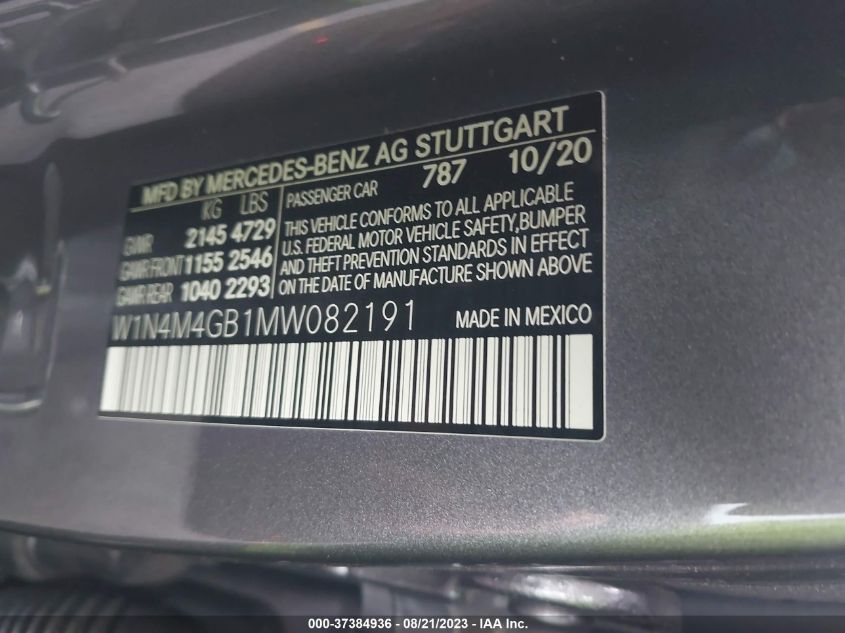 MFD BY MERCEDES-BENZ AG STUTTGART
KG LBS
GVWR 2145 4729
GAWR FRONT 1155 2546
GAWR REAR 1040 2293
PASSENGER CAR 787 10/20
THIS VEHICLE CONFORMS TO ALL APPLICABLE
U.S. FEDERAL MOTOR VEHICLE SAFETY, BUMPER
AND THEFT PREVENTION STANDARDS IN EFFECT
ON THE DATE OF MANUFACTURE SHOWN ABOVE
W1N4M4GB1MW082191 MADE IN MEXICO
000-37384936 - 08/21/2023 - IAA Inc.